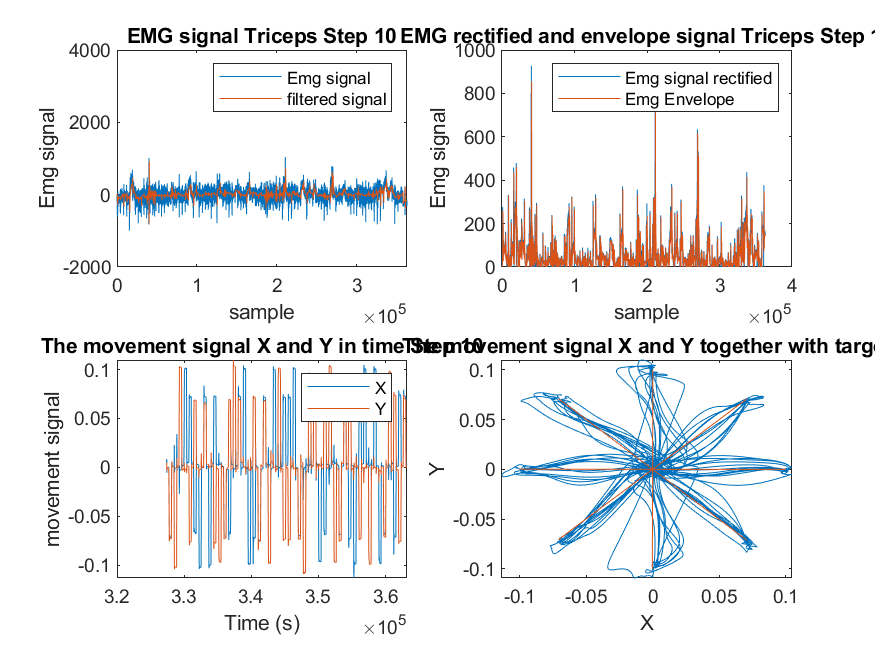 EMG signal Triceps Step 10
4000
2000
0
-2000
Emg signal
Emg signal
filtered signal
0
1
2
3
sample
×10^5
EMG rectified and envelope signal Triceps Step 1
1000
800
600
400
200
0
Emg signal
Emg signal rectified
Emg Envelope
0
1
2
3
4
sample
×10^5
The movement signal X and Y in time Step 10
0.1
0.05
0
-0.05
-0.1
movement signal
X
Y
3.2
3.3
3.4
3.5
3.6
Time (s)
×10^5
The movement signal X and Y together with targe
0.1
0.05
0
-0.05
-0.1
Y
-0.1
-0.05
0
0.05
0.1
X